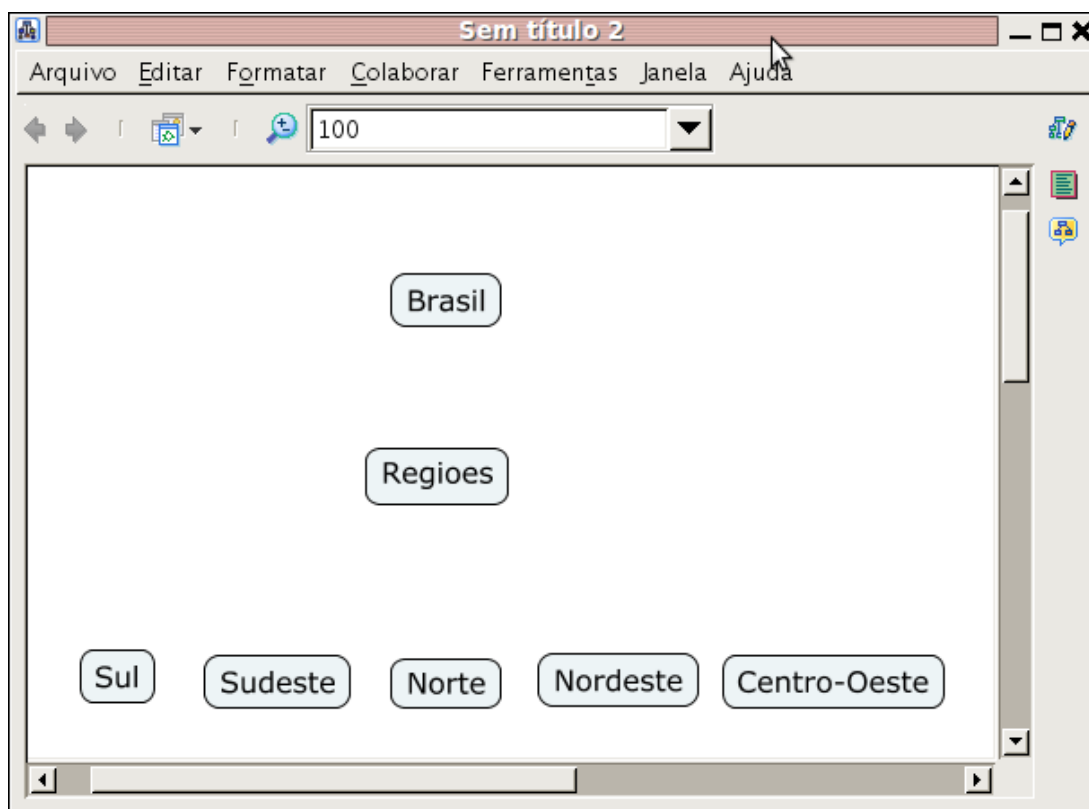 Sem título 2
Arquivo Editar Formatar Colaborar Ferramentas Janela Ajuda
100
Brasil
Regioes
Sul Sudeste Norte Nordeste Centro-Oeste